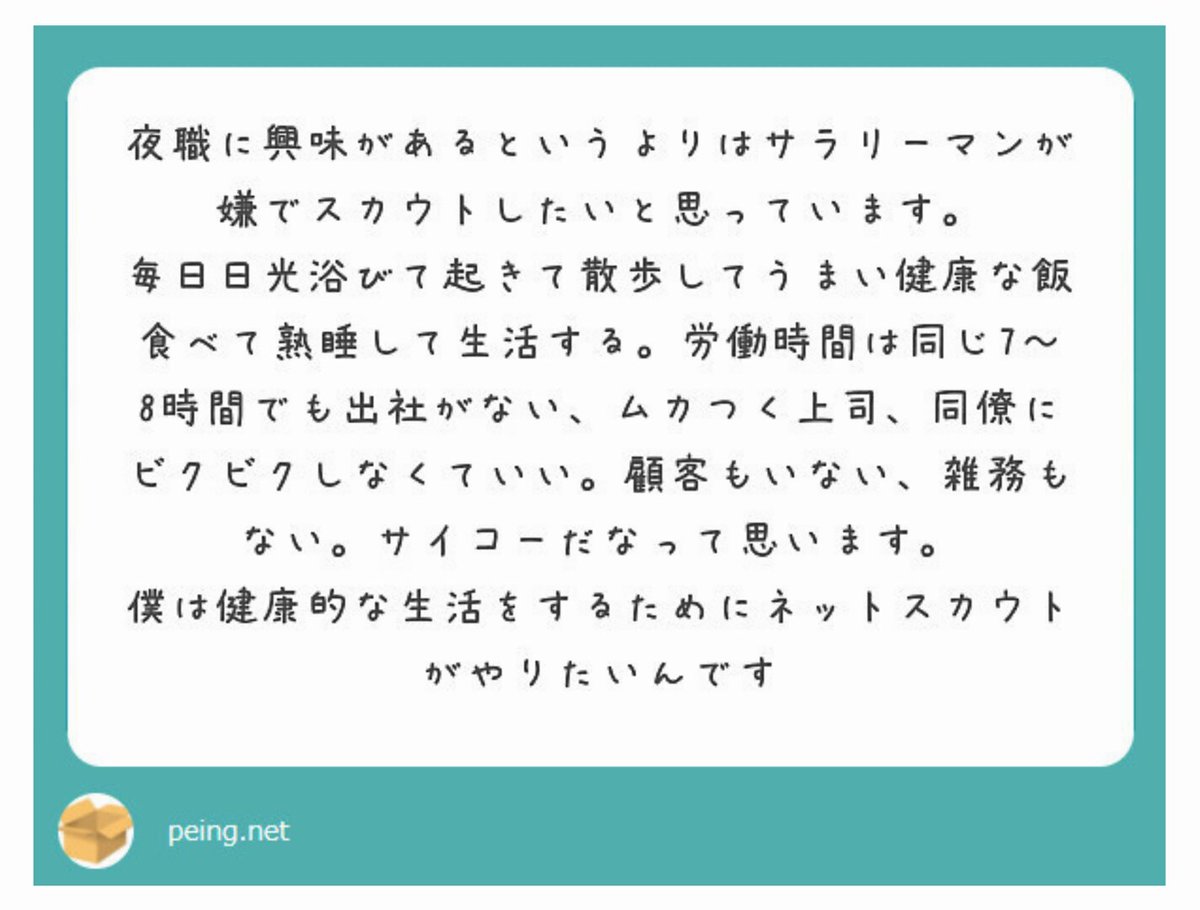 夜職に興味があるというよりはサラリーマンが
嫌でスカウトしたいと思っています。
毎日日光浴びて起きて散歩してうまい健康な飯
食べて熟睡して生活する。労働時間は同じ7〜
8時間でも出社がない、ムカつく上司、同僚に
ビクビクしなくていい。顧客もいない、雑務も
ない。サイコーだなって思います。
僕は健康的な生活をするためにネットスカウト
がやりたいんです
peing.net